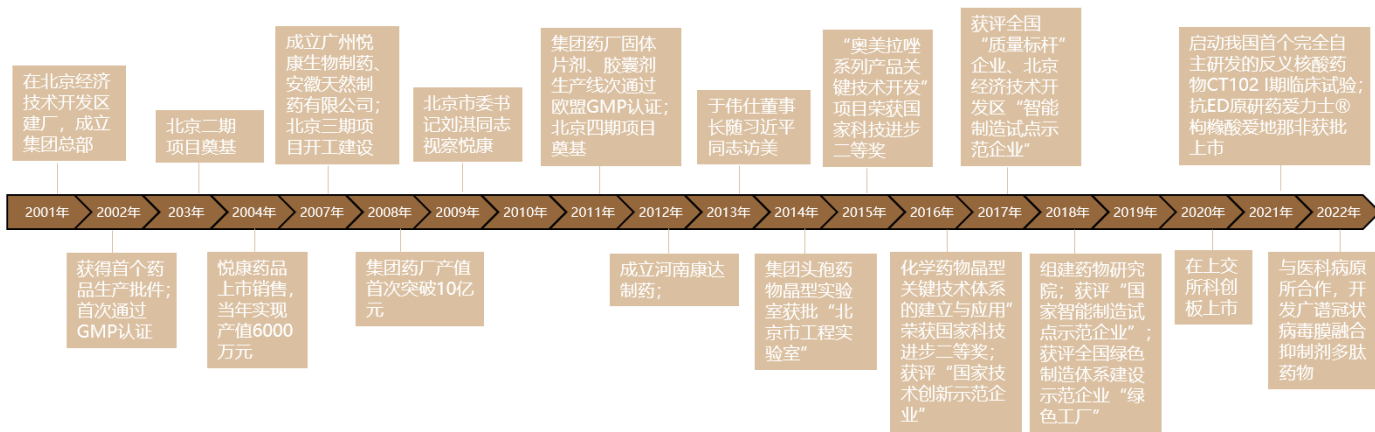 在北京经济
技术开发区
建厂，成立
集团总部
北京二期
项目奠基
成立广州悦
康生物制药、
安徽天然制
药有限公司；
北京三期项
目开工建设
北京市委书
记刘淇同志
视察悦康
集团药厂固体
片剂、胶囊剂
生产线次通过
欧盟GMP认证；
北京四期项目
奠基
于伟仕董事
长随习近平
同志访美
“奥美拉唑
系列产品关
键技术开发”
项目荣获国
家科技进步
二等奖
获评全国
“质量标杆”
企业、北京
经济技术开
发区“智能
制造试点示
范企业”
启动我国首个完全自
主研发的反义核酸药
物CT102 I期临床试验；
抗ED原研药爱力士®
枸橼酸爱地那非获批
上市
2001年
2002年
203年
2004年
2007年
2008年
2009年
2010年
2011年
2012年
2013年
2014年
2015年
2016年
2017年
2018年
2019年
2020年
2021年
2022年
获得首个药
品生产批件；
首次通过
GMP认证
悦康药品
上市销售，
当年实现
产值6000
万元
集团药厂产值
首次突破10亿
元
成立河南康达
制药；
集团头孢药
物晶型实验
室获批“北
京市工程实
验室”
化学药物晶型
关键技术体系
的建立与应用”
荣获国家科技
进步二等奖；
获评“国家技
术创新示范企
业”
组建药物研究
院；获评“国
家智能制造试
点示范企业”；
获评全国绿色
制造体系建设
示范企业“绿
色工厂”
在上交
所科创
板上市
与医科病原
所合作，开
发广谱冠状
病毒膜融合
抑制剂多肽
药物